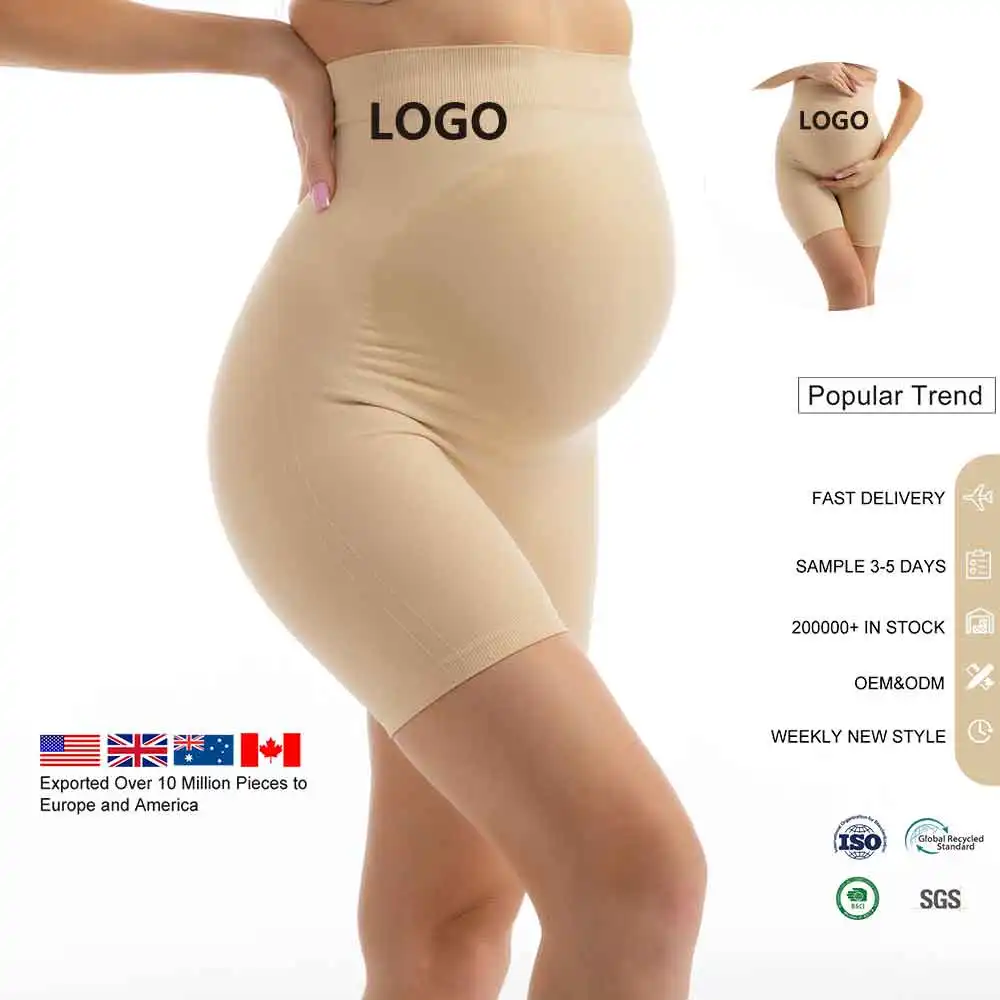 LOGO
LOGO
Popular Trend
FAST DELIVERY
SAMPLE 3-5 DAYS
200000+ IN STOCK
OEM&ODM
WEEKLY NEW STYLE
Exported Over 10 Million Pieces to
Europe and America
ISO
Global Recycled
Standard
BSCI
SGS